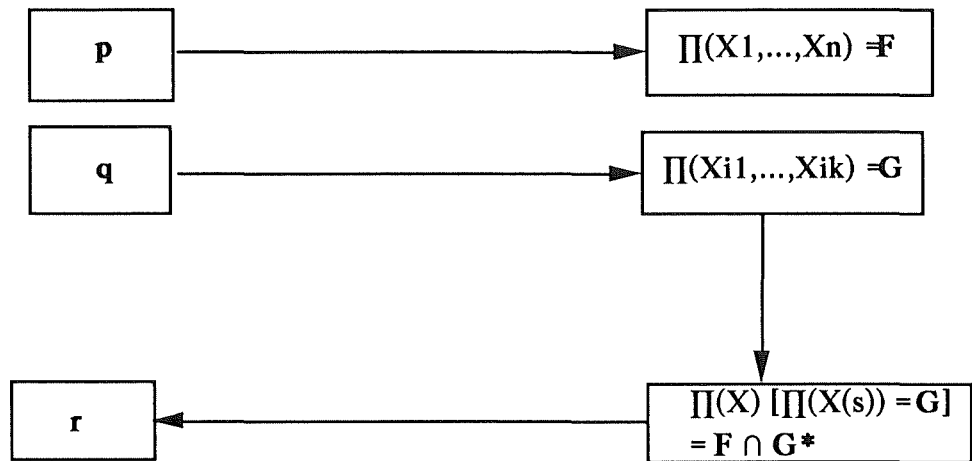 p
∏(X1,...,Xn) =F
q
∏(Xi1,...,Xik) =G
r
∏(X) [∏(X(s)) = G]
= F ∩ G*